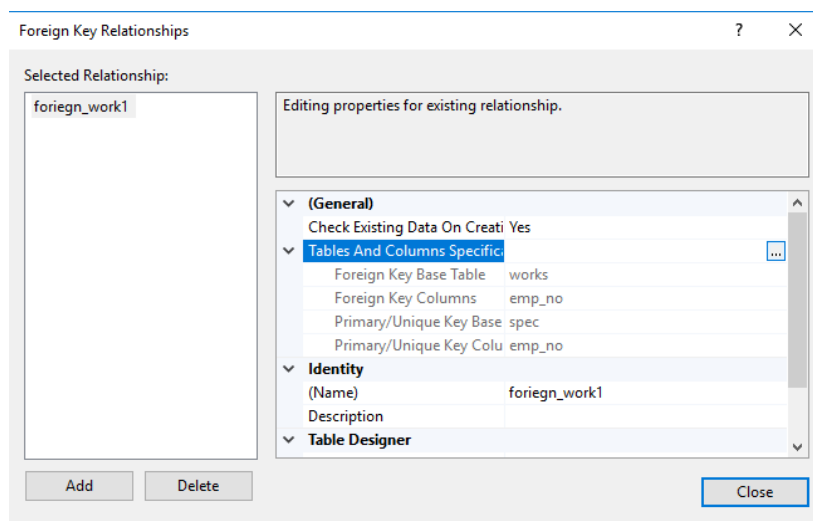 Foreign Key Relationships
?
Selected Relationship:
foriegn_work1
Editing properties for existing relationship.
(General)
Check Existing Data On Creati Yes
Tables And Columns Specific
...
Foreign Key Base Table works
Foreign Key Columns emp_no
Primary/Unique Key Base spec
Primary/Unique Key Colu emp_no
Identity
(Name) foriegn_work1
Description
Table Designer
Add
Delete
Close